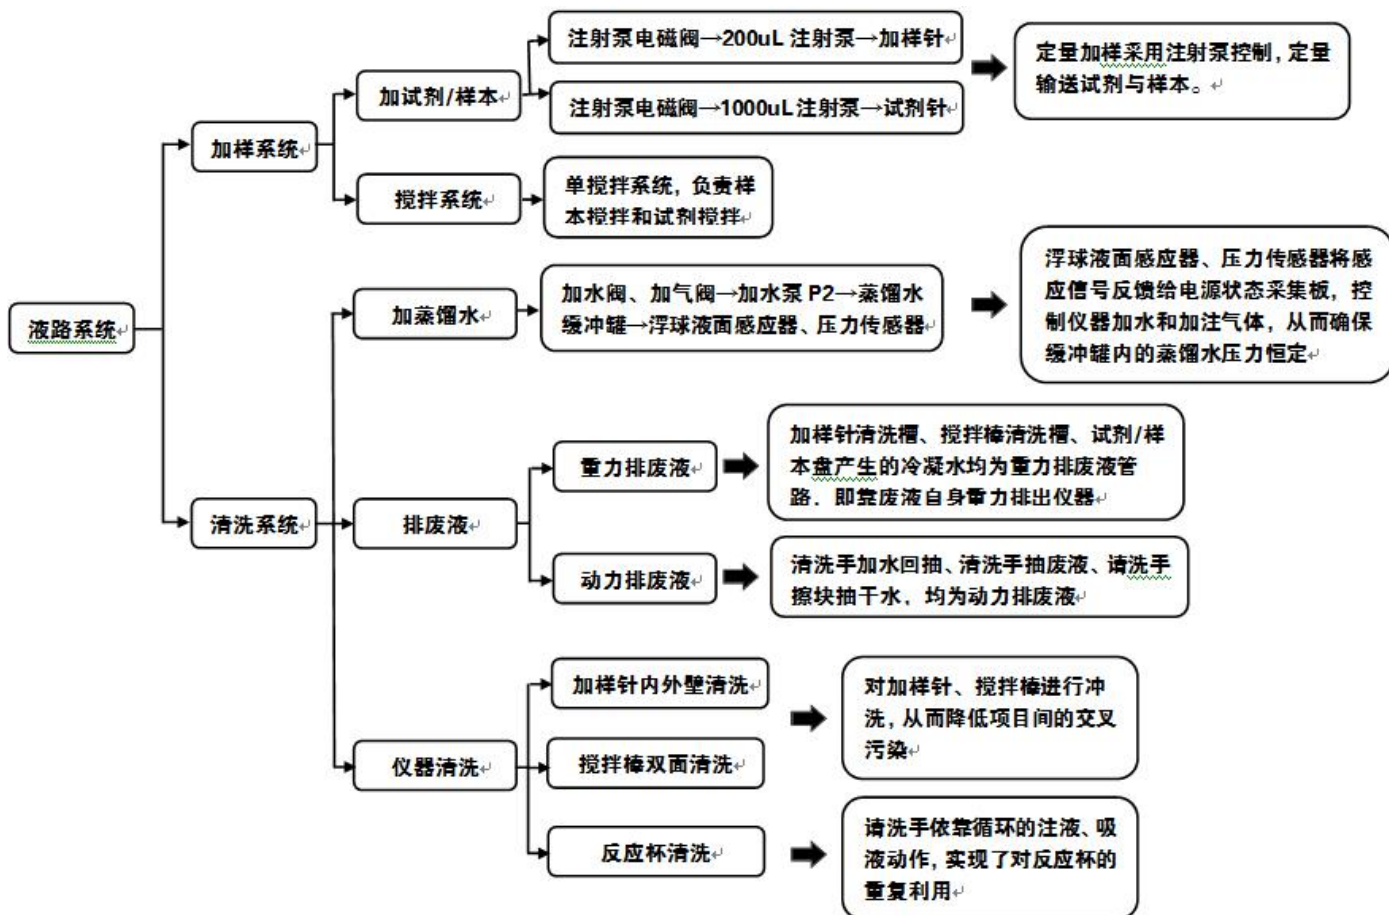 液路系统
加样系统
加试剂/样本
注射泵电磁阀→200uL 注射泵→加样针
注射泵电磁阀→1000uL 注射泵→试剂针
定量加样采用注射泵控制，定量
输送试剂与样本。
搅拌系统
单搅拌系统，负责样
本搅拌和试剂搅拌
清洗系统
加蒸馏水
加水阀、加气阀→加水泵 P2→蒸馏水
缓冲罐→浮球液面感应器、压力传感器
浮球液面感应器、压力传感器将感
应信号反馈给电源状态采集板，控
制仪器加水和加注气体，从而确保
缓冲罐内的蒸馏水压力恒定
排废液
重力排废液
加样针清洗槽、搅拌棒清洗槽、试剂/样
本盘产生的冷凝水均为重力排废液管
路，即靠废液自身重力排出仪器
动力排废液
清洗手加水回抽、清洗手抽废液、请洗手
擦块抽干水，均为动力排废液
仪器清洗
加样针内外壁清洗
搅拌棒双面清洗
对加样针、搅拌棒进行冲
洗，从而降低项目间的交叉
污染
反应杯清洗
请洗手依靠循环的注液、吸
液动作，实现了对反应杯的
重复利用